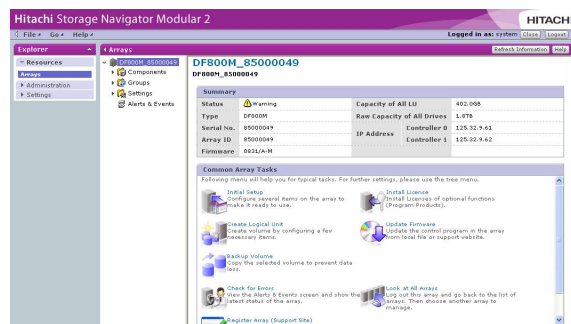 Hitachi Storage Navigator Modular 2
HITACHI
File Go Help
Logged in as: system Close Logout
Explorer
Arrays
Refresh Information Help
Resources
Arrays
Administration
Settings
DF800M_85000049
Components
Groups
Settings
Alerts & Events
DF800M_85000049
DF800M_85000049
Summary
Status Warning Capacity of All LU 402.0GB
Type DF800M Raw Capacity of All Drives 1.8TB
Serial No. 85000049 IP Address Controller 0 125.32.9.61
Array ID 85000049 Controller 1 125.32.9.62
Firmware 0831/A-M
Common Array Tasks
Following menu will help you for typical tasks. For further settings, please use the tree menu.
Initial Setup
Configure several items on the array to
make it ready to use.
Install License
Install Licenses of optional functions
(Program Products).
Create Logical Unit
Create volume by configuring a few
necessary items.
Update Firmware
Update the control program in the array
from local file or support website.
Backup Volume
Copy the selected volume to prevent data
loss.
Check for Errors
View the Alerts & Events screen and show the
latest status of the array.
Look at All Arrays
Log out this array and go back to the list of
arrays. Then choose another array to
manage.
Register Array (Support Site)